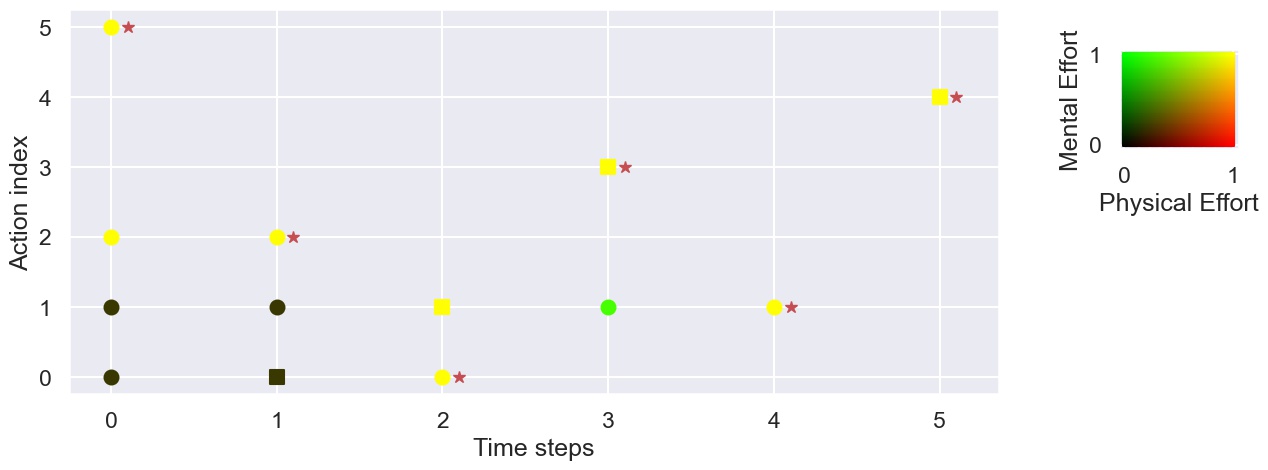 5
4
3
2
1
0
Action index
0 1 2 3 4 5
Time steps
Mental Effort
1
0
0 1
Physical Effort